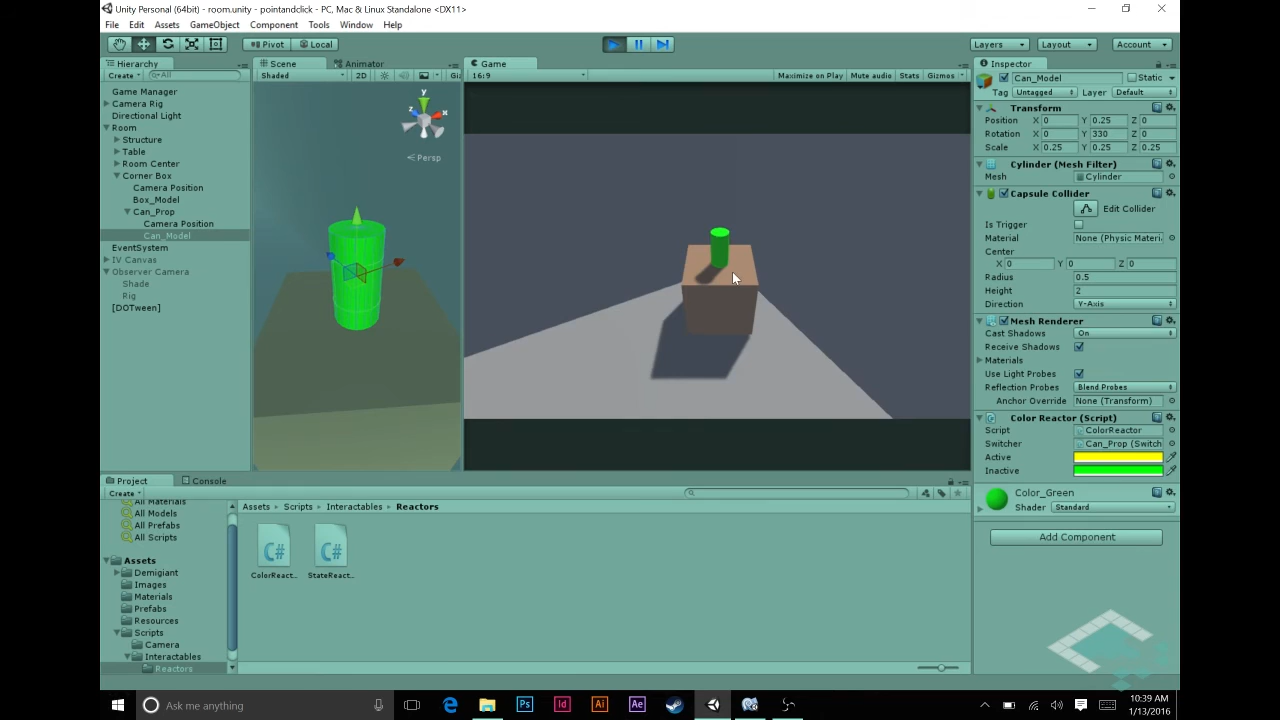 Unity Personal (64bit) - room.unity - pointandclick - PC, Mac & Linux Standalone <DX11>
File Edit Assets GameObject Component Tools Window Help
Pivot Local Layers Layout Account
Hierarchy
Create All
Game Manager
Camera Rig
Directional Light
Room
Structure
Table
Room Center
Corner Box
Camera Position
Box_Model
Can_Prop
Camera Position
Can_Model
EventSystem
IV Canvas
Observer Camera
Shade
Rig
[DOTween]
Scene Animator
Shaded 2D Gi
y
z x
Persp
Game
16:9 Maximize on Play Mute audio Stats Gizmos
Inspector
Can_Model Static
Tag Untagged Layer Default
Transform
Position X 0 Y 0.25 Z 0
Rotation X 0 Y 330 Z 0
Scale X 0.25 Y 0.25 Z 0.25
Cylinder (Mesh Filter)
Mesh Cylinder
Capsule Collider
Edit Collider
Is Trigger
Material None (Physic Materi
Center
X 0 Y 0 Z 0
Radius 0.5
Height 2
Direction Y-Axis
Mesh Renderer
Cast Shadows On
Receive Shadows
Materials
Use Light Probes
Reflection Probes Blend Probes
Anchor Override None (Transform)
Color Reactor (Script)
Script ColorReactor
Switcher Can_Prop (Switch
Active
Inactive
Color_Green
Shader Standard
Add Component
Project Console
Create
All Materials
All Models
All Prefabs
All Scripts
Assets
Demigiant
Images
Materials
Prefabs
Resources
Scripts
Camera
Interactables
Reactors
Assets Scripts Interactables Reactors
C# C#
ColorReact... StateReact...
Ask me anything
Ps Id Ai Ae
10:39 AM
1/13/2016